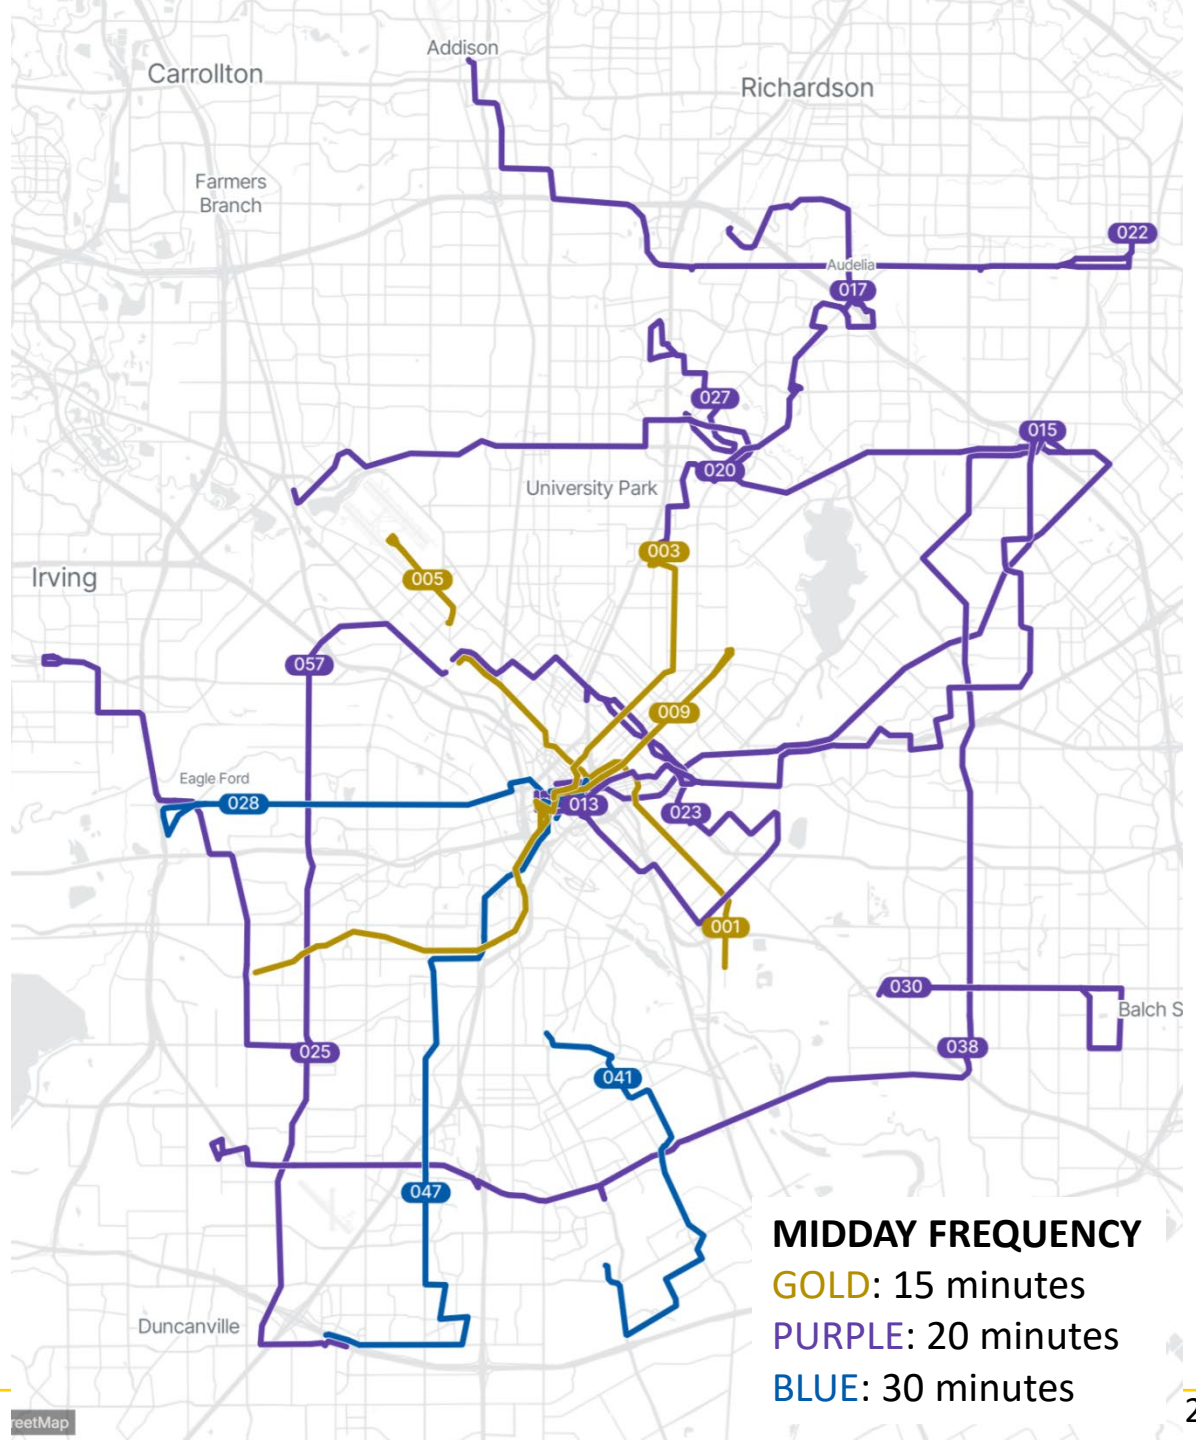 Addison
Carrollton
Richardson
Farmers
Branch
022
Audelia
017
027
015
020
University Park
003
005
Irving
057
009
Eagle Ford
028
013
023
001
030
Balch S
038
025
041
047
Duncanville
MIDDAY FREQUENCY
GOLD: 15 minutes
PURPLE: 20 minutes
BLUE: 30 minutes
reetMap
2